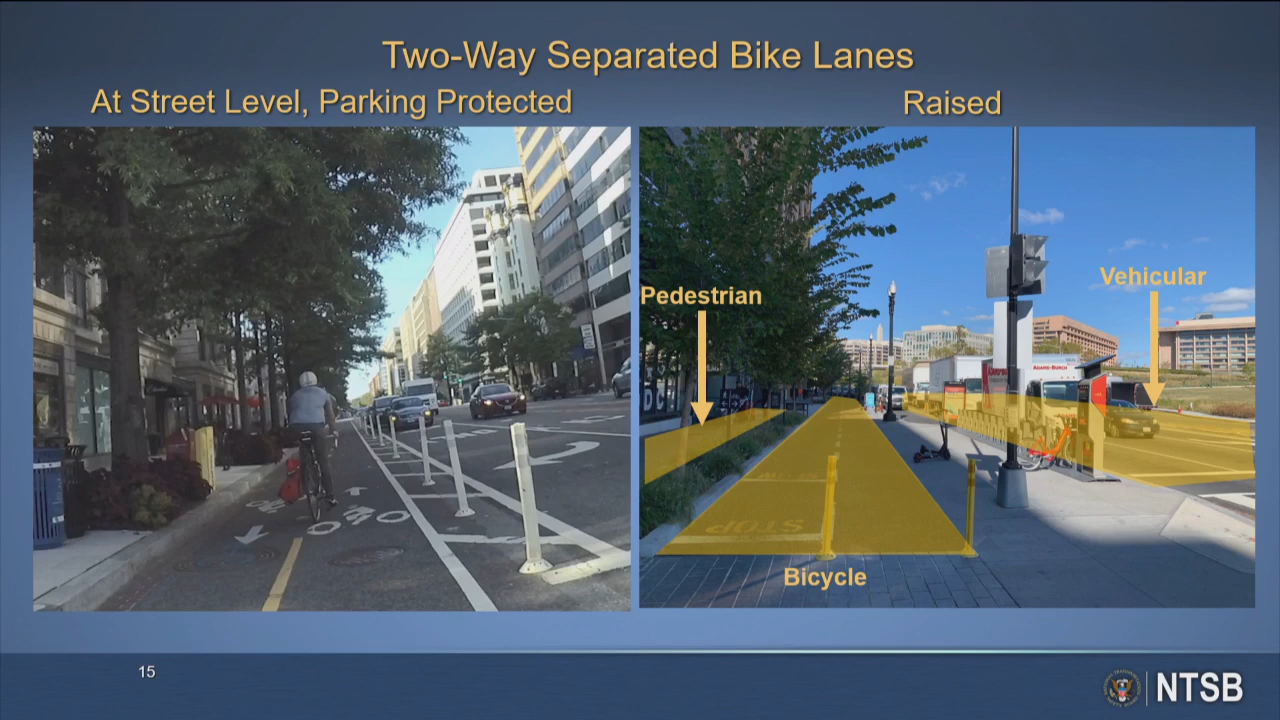 Two-Way Separated Bike Lanes
At Street Level, Parking Protected
Raised
Pedestrian
Vehicular
STOP
Bicycle
15
NTSB